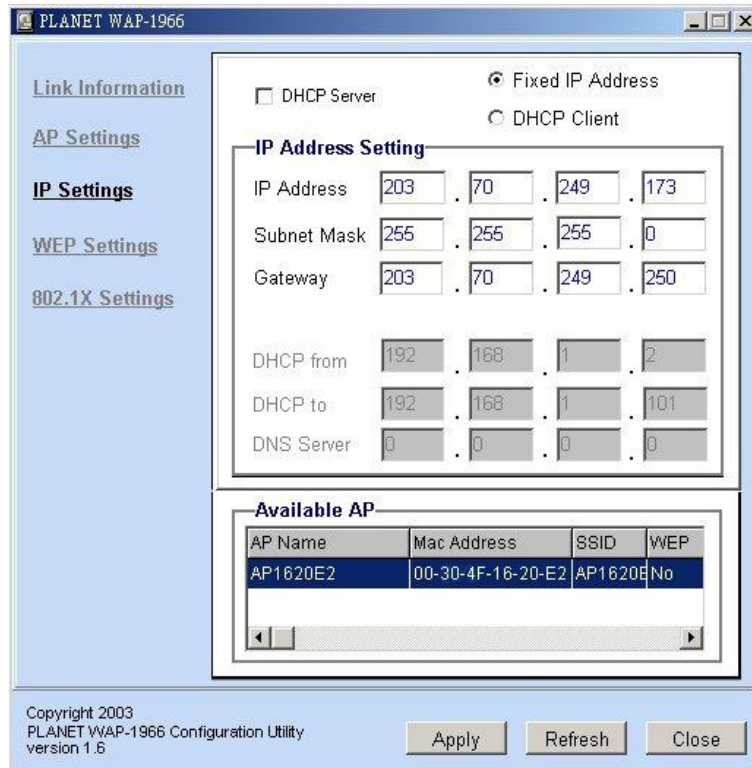 PLANET WAP-1966
Link Information
AP Settings
IP Settings
WEP Settings
802.1X Settings
DHCP Server
Fixed IP Address
DHCP Client
IP Address Setting
IP Address 203 . 70 . 249 . 173
Subnet Mask 255 . 255 . 255 . 0
Gateway 203 . 70 . 249 . 250
DHCP from 192 . 168 . 1 . 2
DHCP to 192 . 168 . 1 . 101
DNS Server 0 . 0 . 0 . 0
Available AP
AP Name Mac Address SSID WEP
AP1620E2 00-30-4F-16-20-E2 AP1620E No
Copyright 2003
PLANET WAP-1966 Configuration Utility
version 1.6
Apply Refresh Close